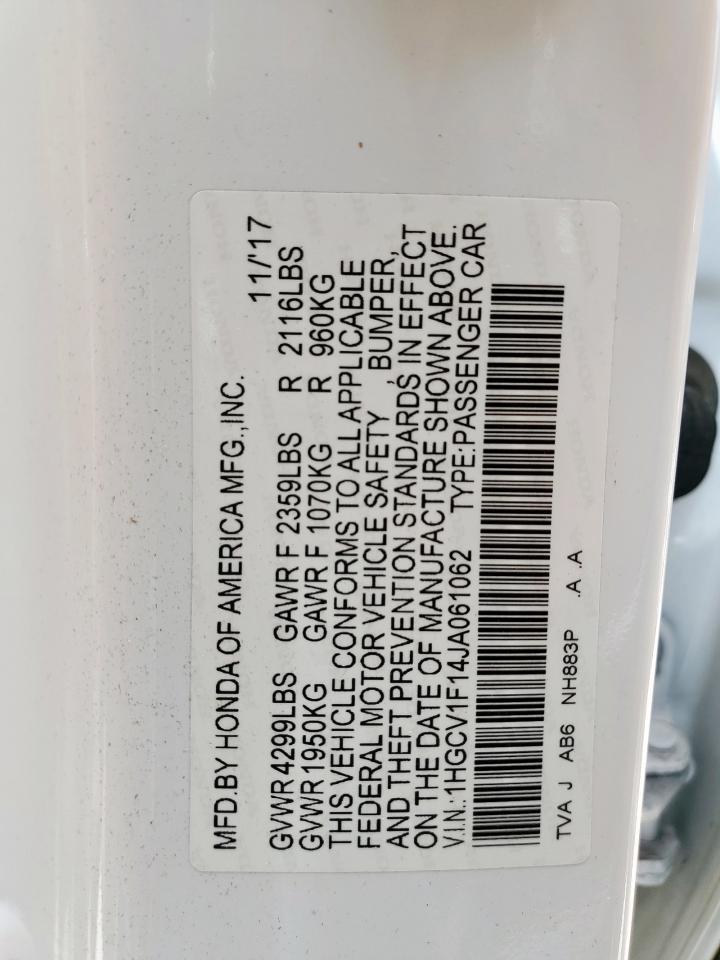 MFD.BY HONDA OF AMERICA MFG.,INC. 11/'17
GVWR 4299LBS GAWR F 2359LBS R 2116LBS
GVWR 1950KG GAWR F 1070KG R 960KG
THIS VEHICLE CONFORMS TO ALL APPLICABLE
FEDERAL MOTOR VEHICLE SAFETY, BUMPER,
AND THEFT PREVENTION STANDARDS IN EFFECT
ON THE DATE OF MANUFACTURE SHOWN ABOVE.
V.I.N.:1HGCV1F14JA061062 TYPE:PASSENGER CAR
TVA J AB6 NH883P .A .A